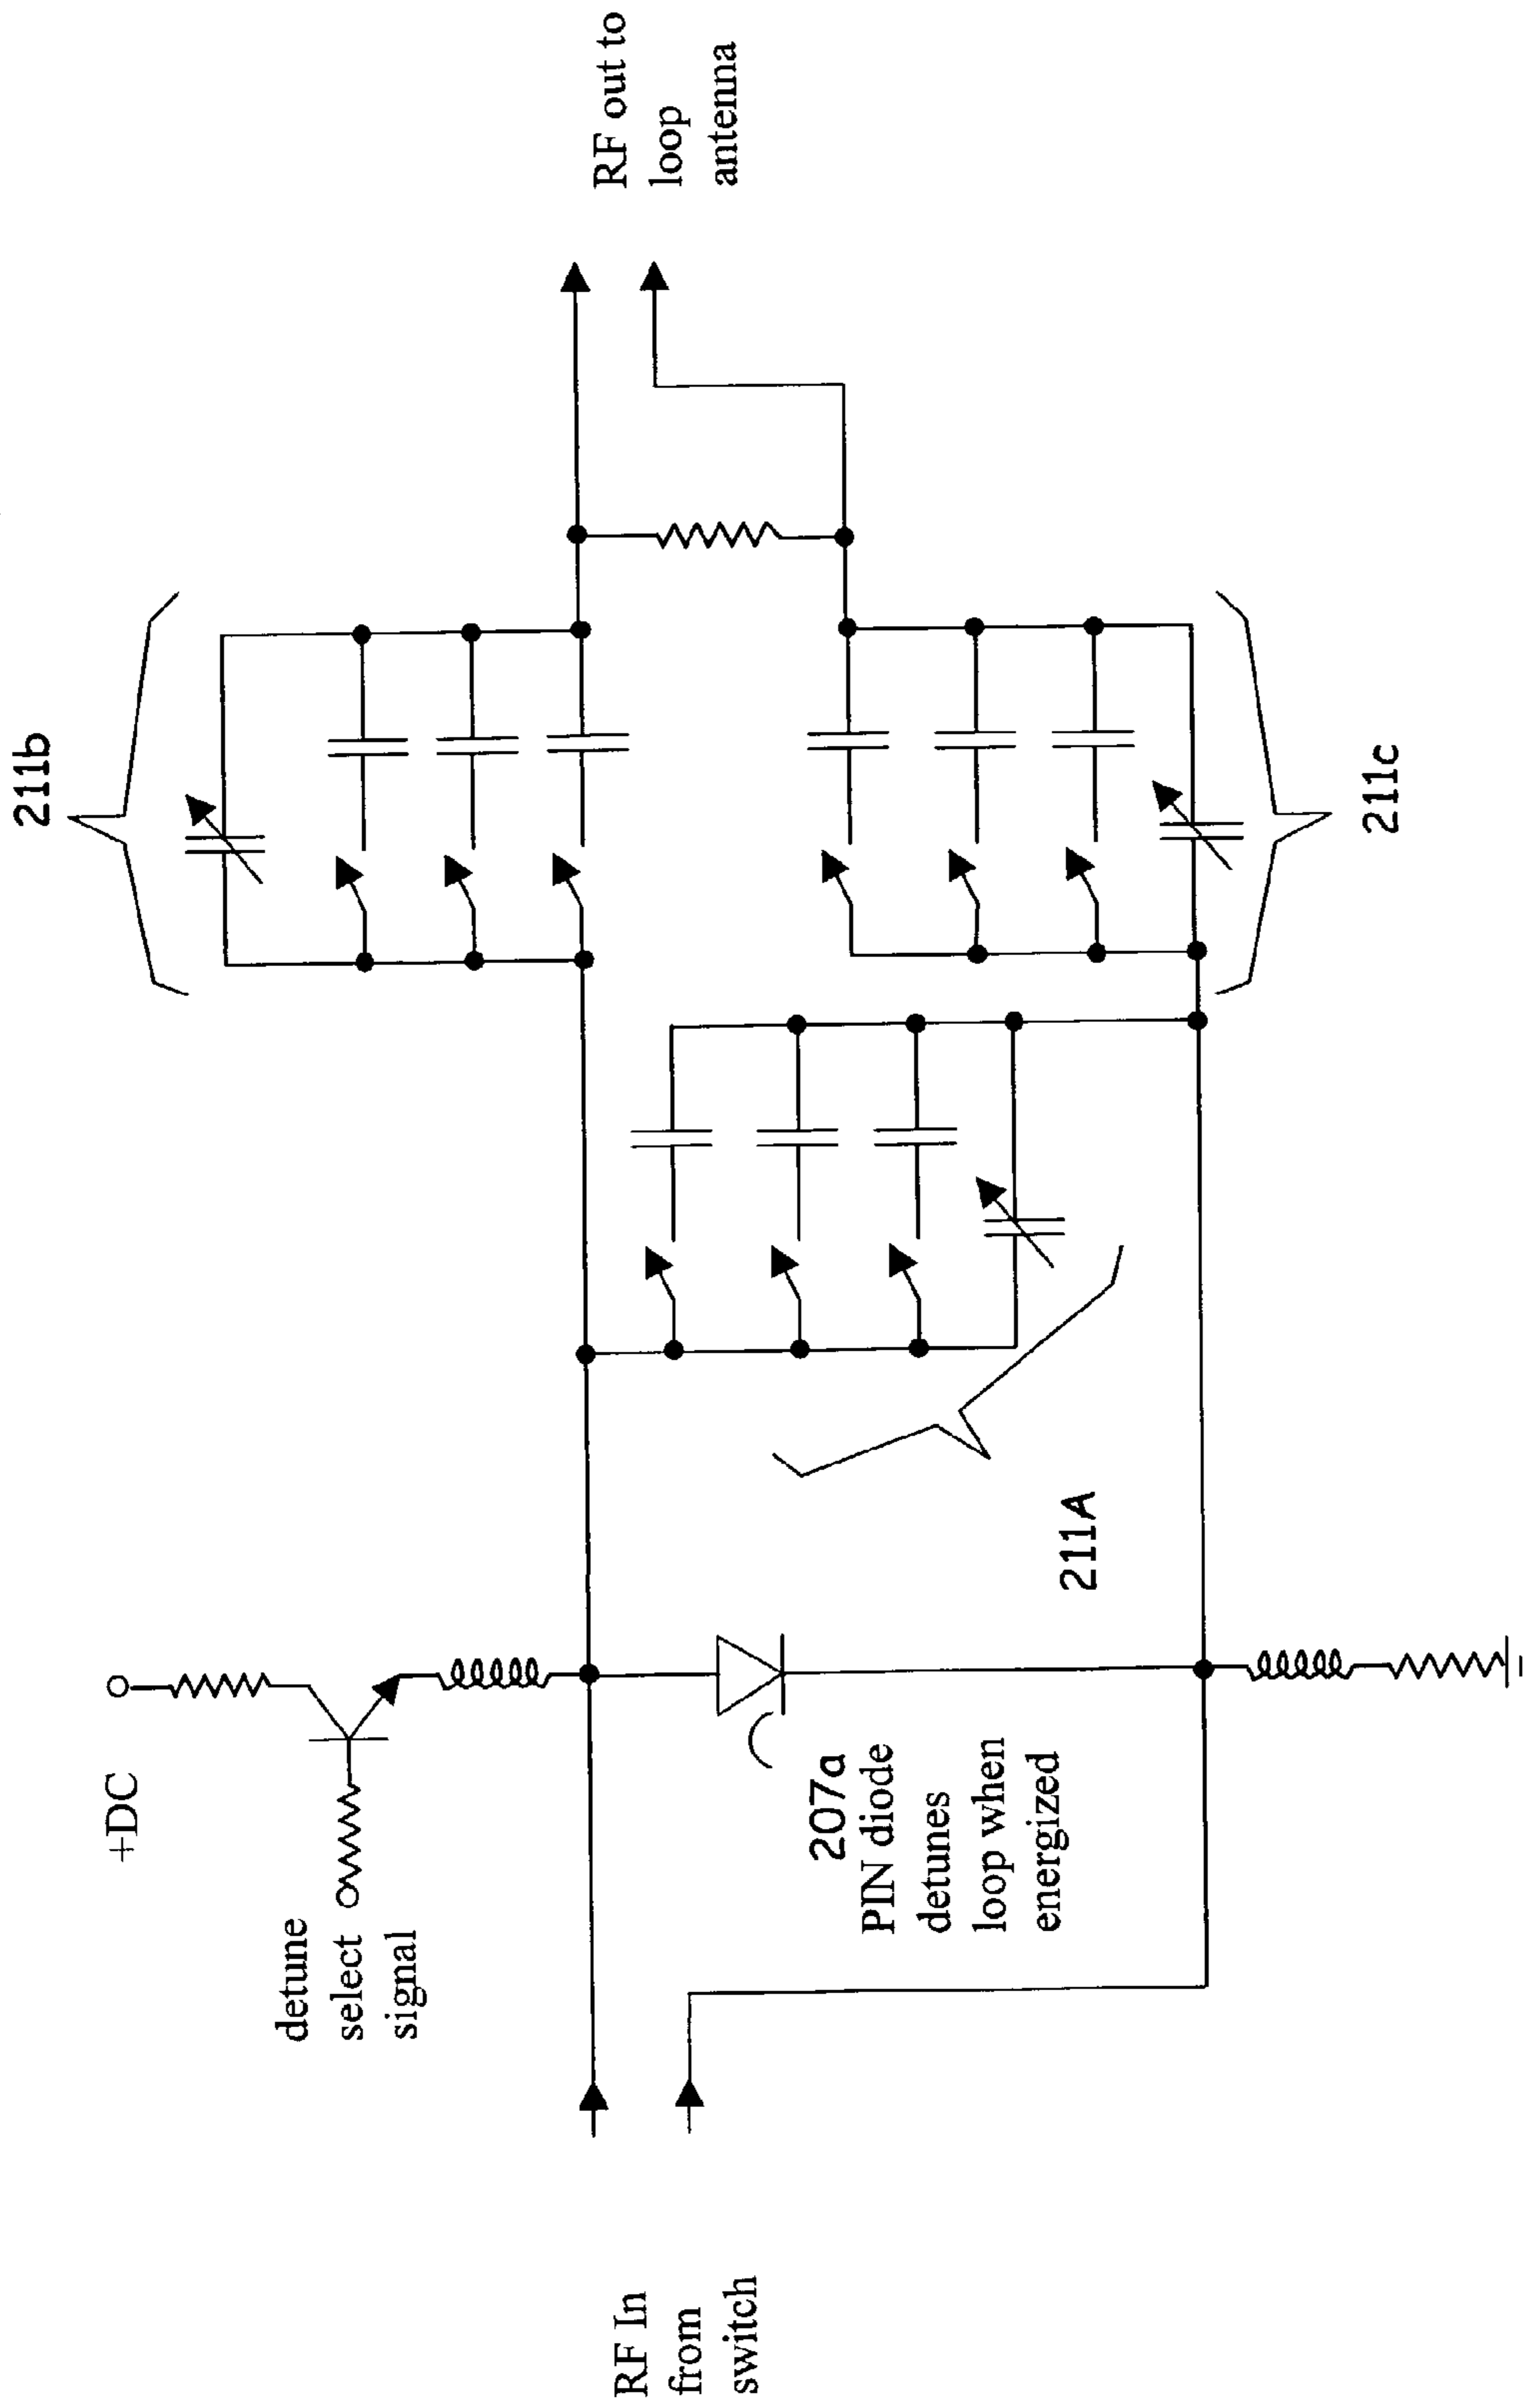 +DC
detune
select
signal
211b
RF out to
loop
antenna
RF In
from
switch
207a
PIN diode
detunes
loop when
energized
211A
211c